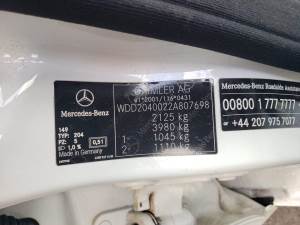 DAIMLER AG
e1*2001/116*0431
WDD2040022A807698
2125 kg
3980 kg
1- 1045 kg
2- 1110 kg
Mercedes-Benz
149
TYP: 204
PZ: 5
1,0 % 0,51
Made in Germany
Mercedes-Benz Roadside Assistance
00800 1 777 7777
+44 207 975 7077